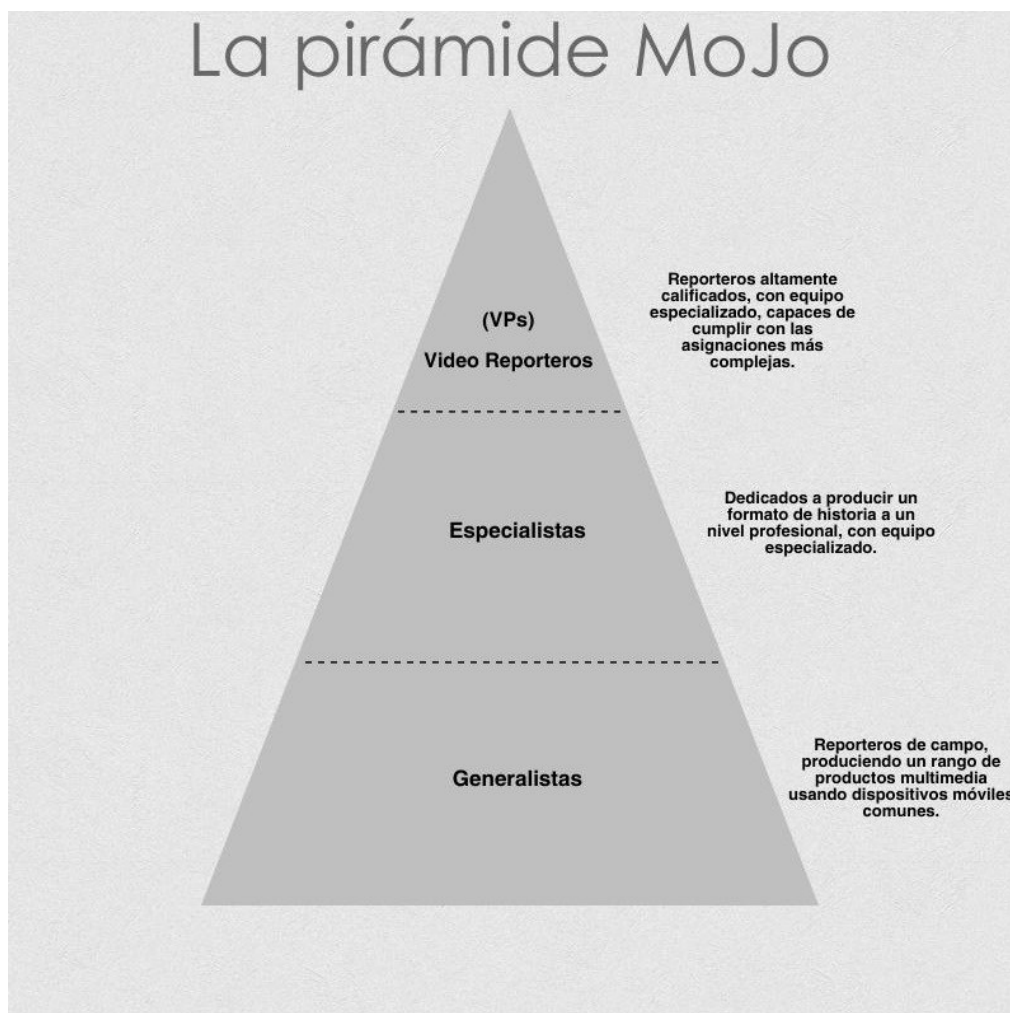 La pirámide MoJo
(VPs)
Video Reporteros
Reporteros altamente
calificados, con equipo
especializado, capaces de
cumplir con las
asignaciones más
complejas.
Especialistas
Dedicados a producir un
formato de historia a un
nivel profesional, con equipo
especializado.
Generalistas
Reporteros de campo,
produciendo un rango de
productos multimedia
usando dispositivos móviles
comunes.